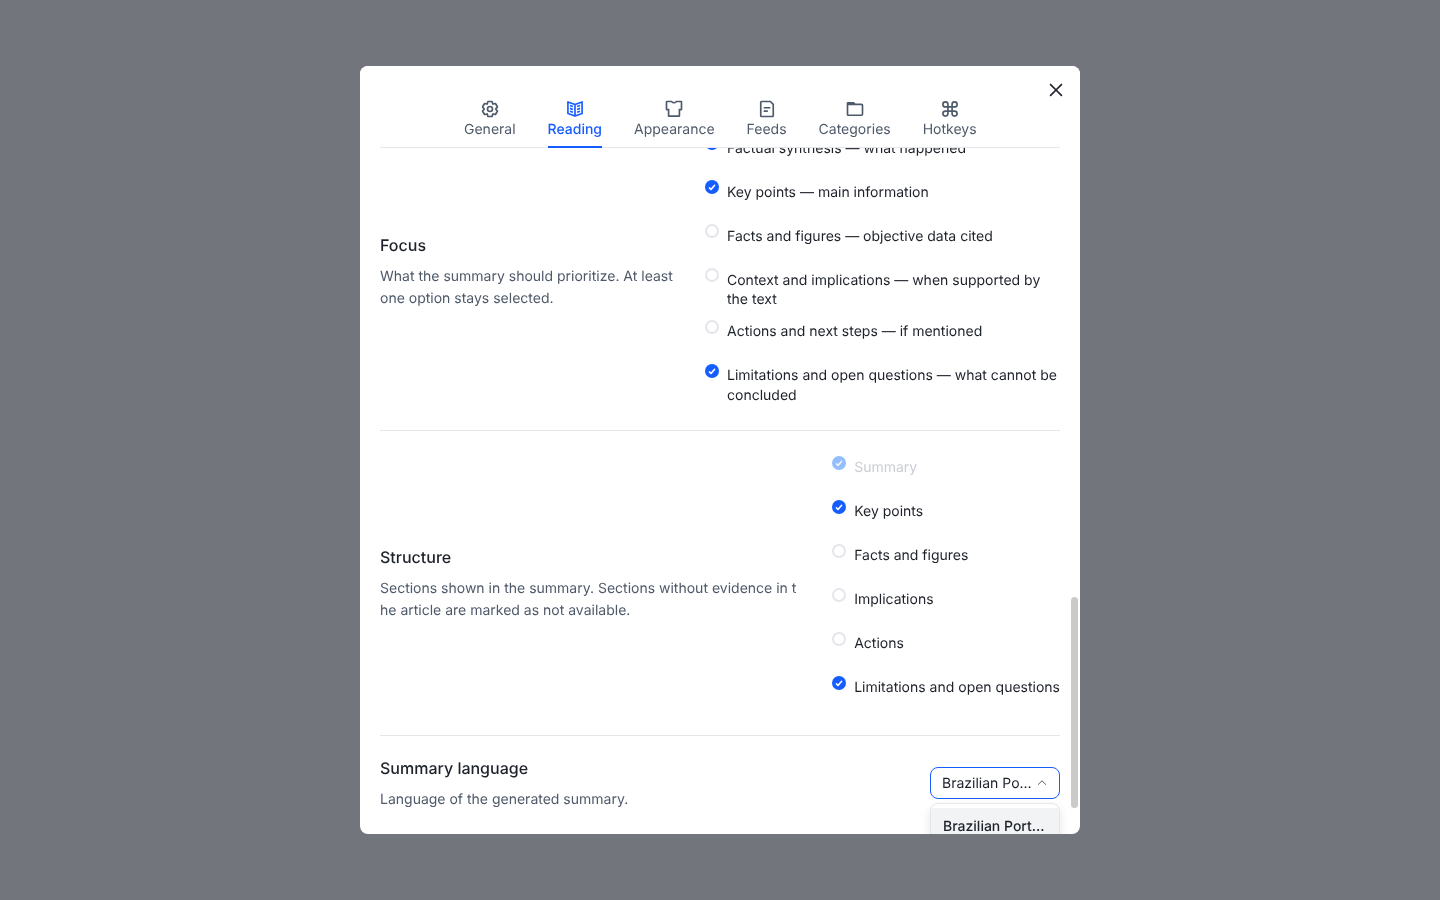 General
Reading
Appearance
Feeds
Categories
Hotkeys
Factual synthesis — what happened
Key points — main information
Facts and figures — objective data cited
Focus
What the summary should prioritize. At least
one option stays selected.
Context and implications — when supported by
the text
Actions and next steps — if mentioned
Limitations and open questions — what cannot be
concluded
Summary
Key points
Facts and figures
Structure
Sections shown in the summary. Sections without evidence in t
he article are marked as not available.
Implications
Actions
Limitations and open questions
Summary language
Language of the generated summary.
Brazilian Po...
Brazilian Port...